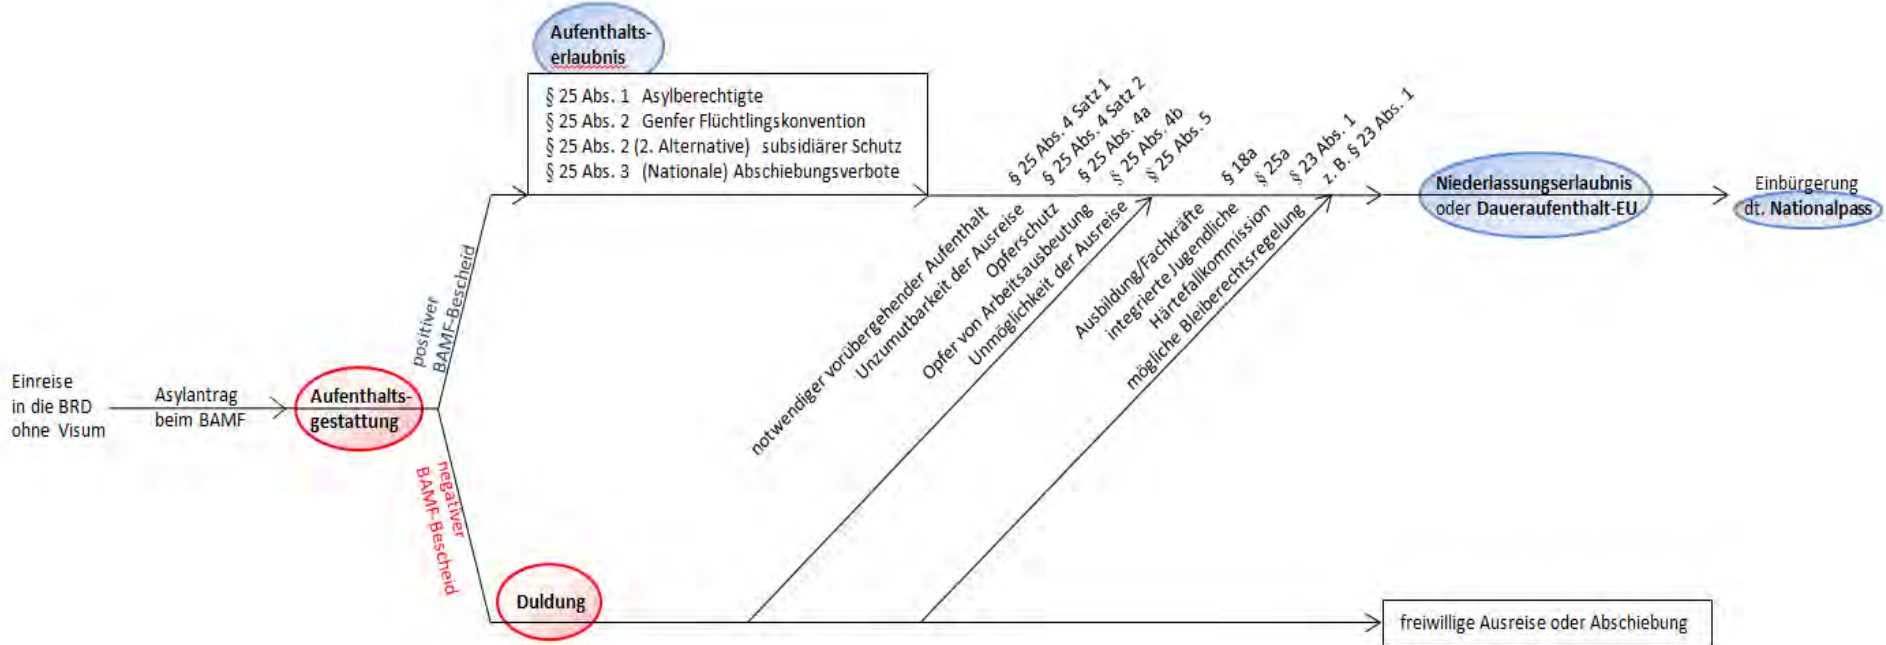 Einreise
in die BRD
ohne Visum
Asylantrag
beim BAMF
Aufenthalts-
gestattung
positiver
BAMF-Bescheid
negativer
BAMF-Bescheid
Aufenthalts-
erlaubnis
§ 25 Abs. 1 Asylberechtigte
§ 25 Abs. 2 Genfer Flüchtlingskonvention
§ 25 Abs. 2 (2. Alternative) subsidiärer Schutz
§ 25 Abs. 3 (Nationale) Abschiebungsverbote
§ 25 Abs. 4 Satz 1
§ 25 Abs. 4 Satz 2
§ 25 Abs. 4a
§ 25 Abs. 4b
§ 25 Abs. 5
§ 18a
§ 25a
§ 23 Abs. 1
z. B. § 23 Abs. 1
notwendiger vorübergehender Aufenthalt
Unzumutbarkeit der Ausreise
Opferschutz
Opfer von Arbeitsausbeutung
Unmöglichkeit der Ausreise
Ausbildung/Fachkräfte
integrierte Jugendliche
Härtefallkommission
mögliche Bleiberechtsregelung
Niederlassungserlaubnis
oder Daueraufenthalt-EU
Einbürgerung
dt. Nationalpass
Duldung
freiwillige Ausreise oder Abschiebung